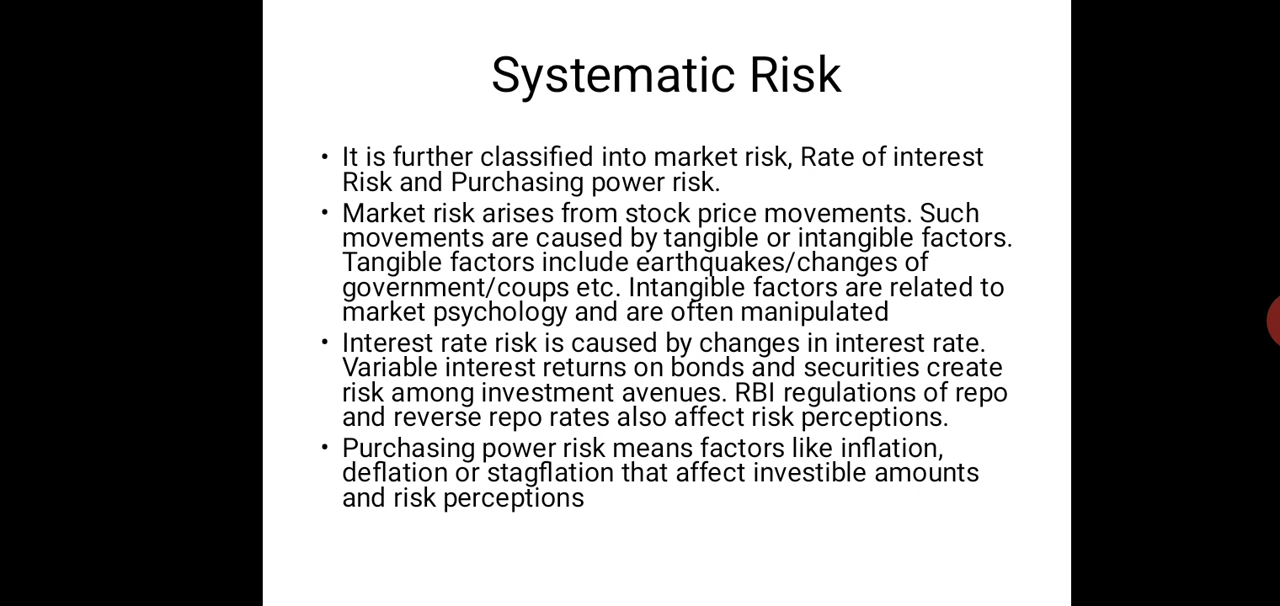 Systematic Risk
• It is further classified into market risk, Rate of interest
Risk and Purchasing power risk.
• Market risk arises from stock price movements. Such
movements are caused by tangible or intangible factors.
Tangible factors include earthquakes/changes of
government/coups etc. Intangible factors are related to
market psychology and are often manipulated
• Interest rate risk is caused by changes in interest rate.
Variable interest returns on bonds and securities create
risk among investment avenues. RBI regulations of repo
and reverse repo rates also affect risk perceptions.
• Purchasing power risk means factors like inflation,
deflation or stagflation that affect investible amounts
and risk perceptions